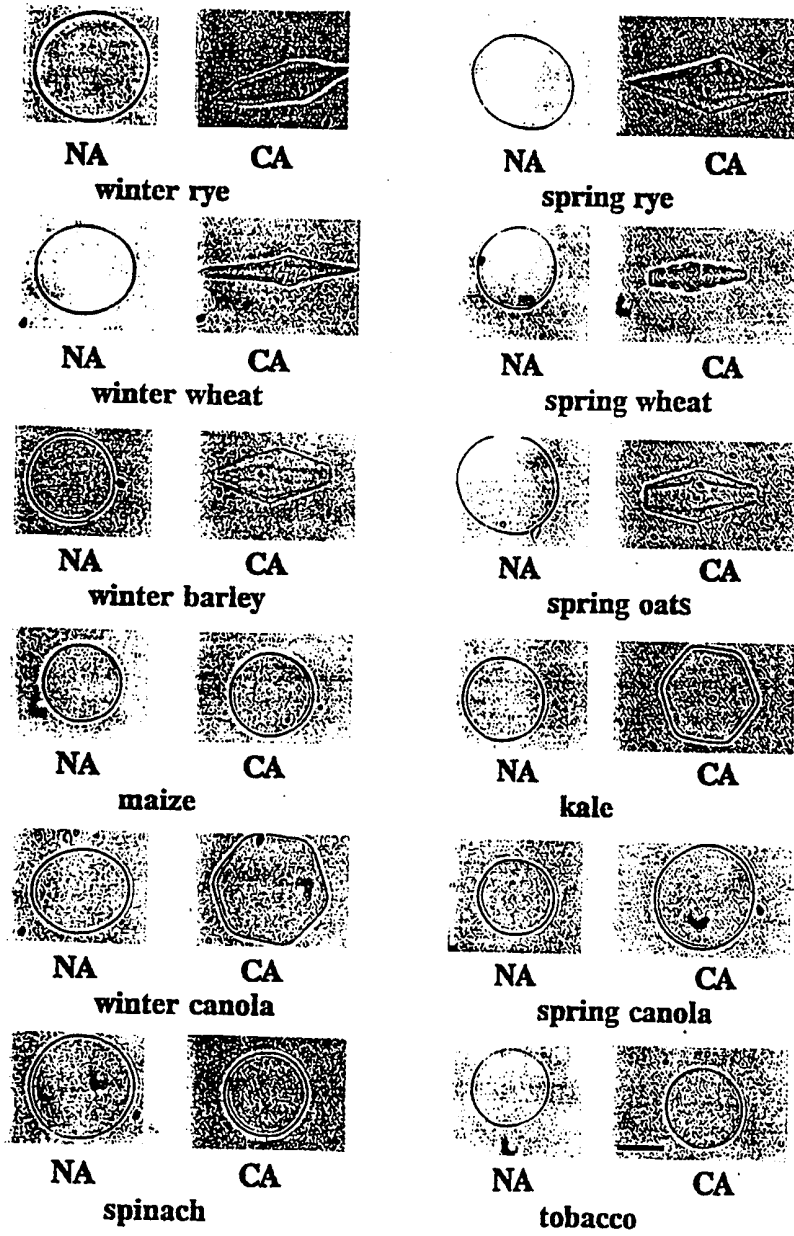 NA CA NA CA
winter rye spring rye
NA CA NA CA
winter wheat spring wheat
NA CA NA CA
winter barley spring oats
NA CA NA CA
maize kale
NA CA NA CA
winter canola spring canola
NA CA NA CA
spinach tobacco